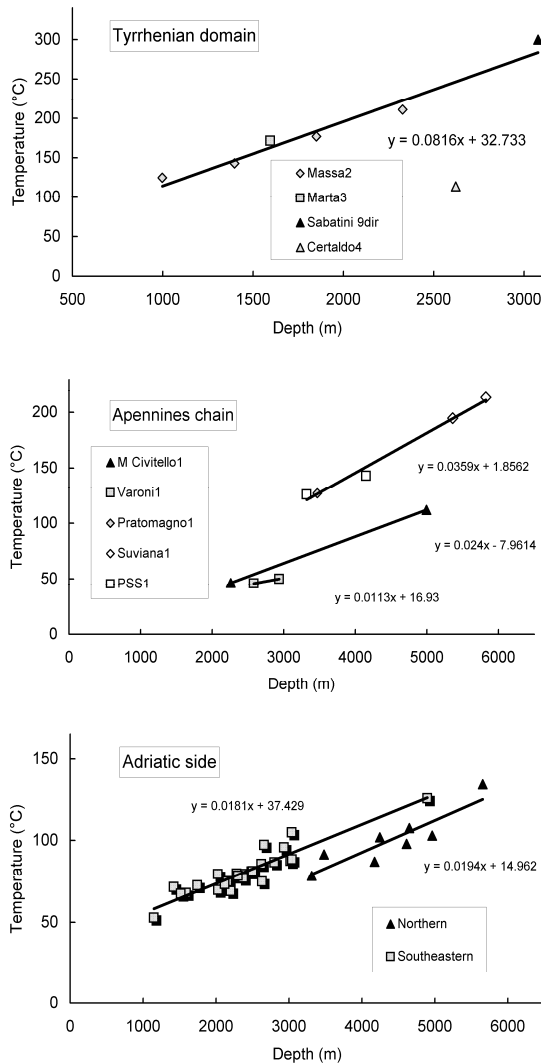 Tyrrhenian domain
Temperature (°C)
300
250
200
150
100
50
0
y = 0.0816x + 32.733
Massa2
Marta3
Sabatini 9dir
Certaldo4
500 1000 1500 2000 2500 3000
Depth (m)
Apennines chain
Temperature (°C)
200
150
100
50
0
M Civitello1
Varoni1
Pratomagno1
Suviana1
PSS1
y = 0.0359x + 1.8562
y = 0.024x - 7.9614
y = 0.0113x + 16.93
0 1000 2000 3000 4000 5000 6000
Depth (m)
Adriatic side
Temperature (°C)
150
100
50
0
y = 0.0181x + 37.429
y = 0.0194x + 14.962
Northern
Southeastern
0 1000 2000 3000 4000 5000 6000
Depth (m)